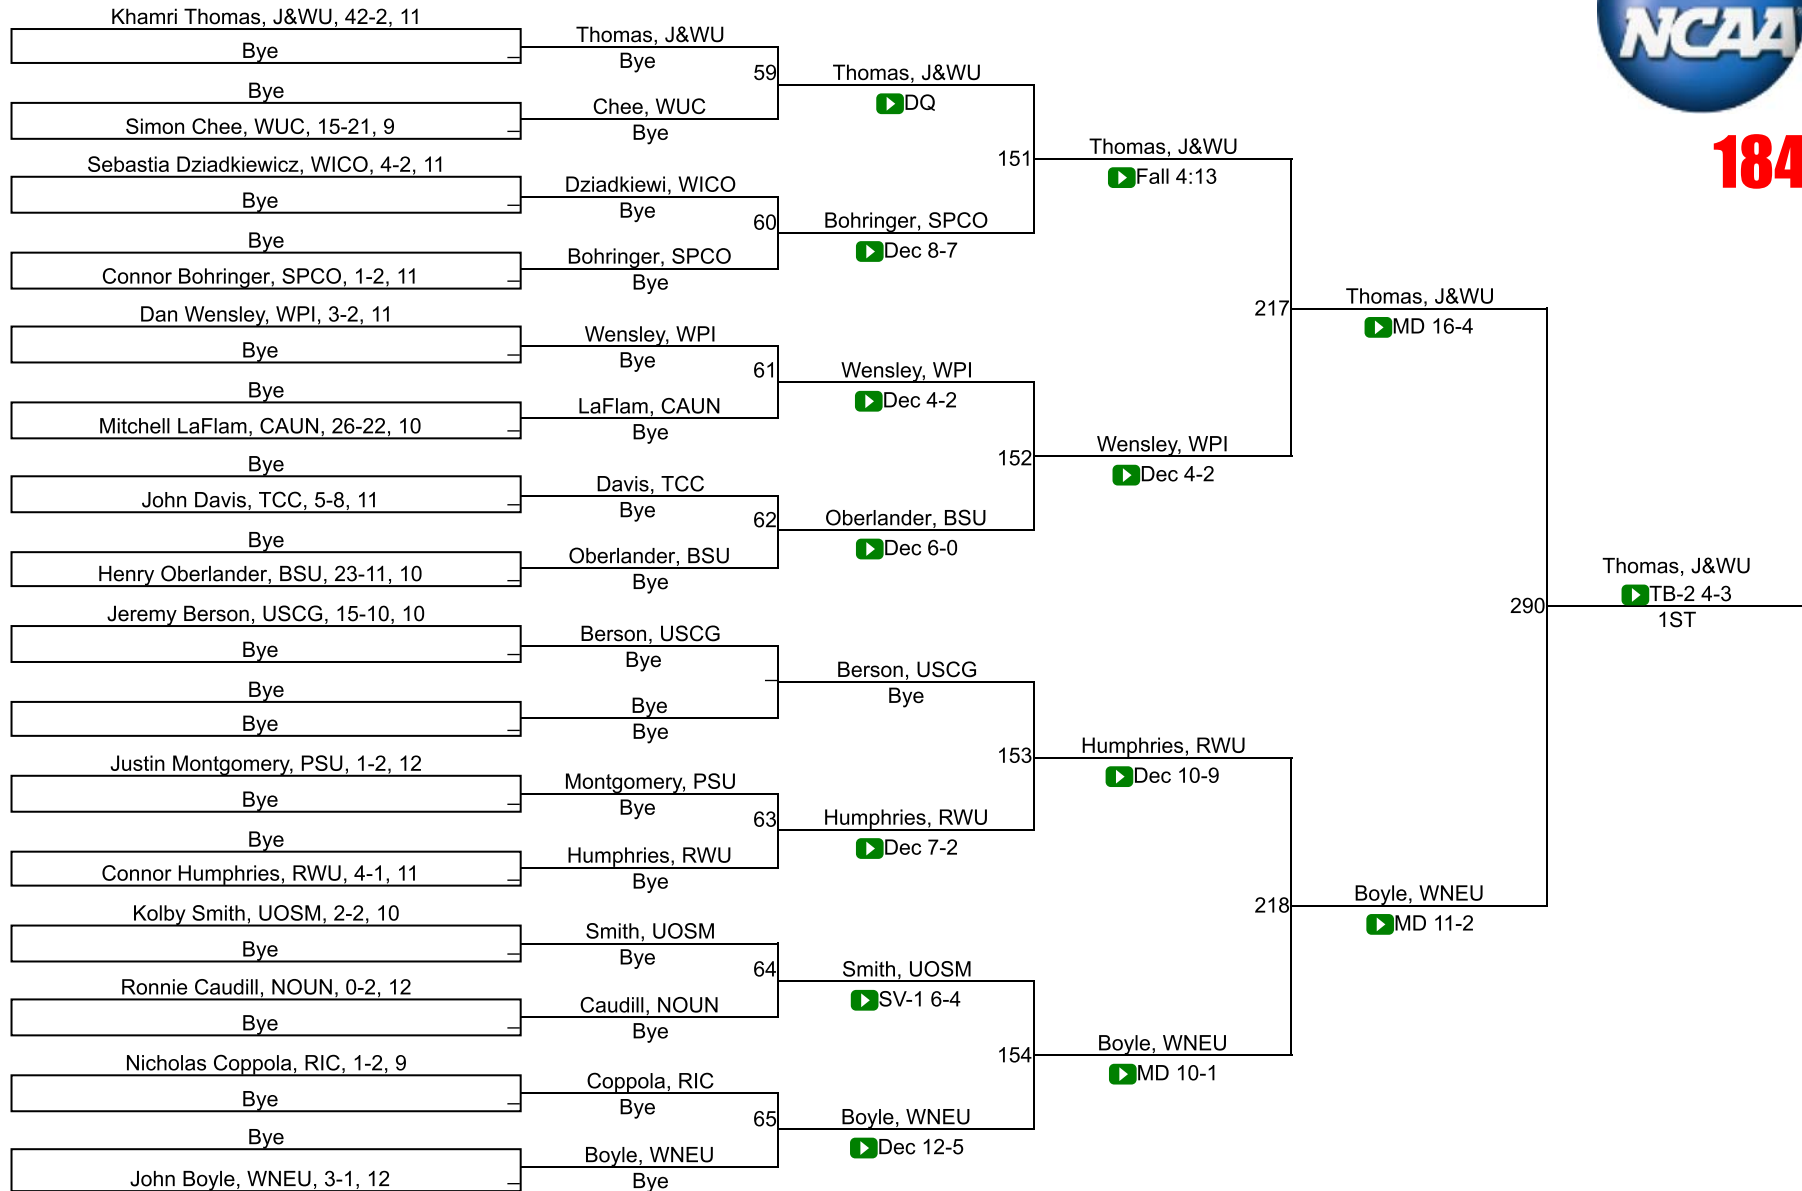 Khamri Thomas, J&WU, 42-2, 11
Bye
Bye
Simon Chee, WUC, 15-21, 9
Sebastia Dziadkiewicz, WICO, 4-2, 11
Bye
Bye
Connor Bohringer, SPCO, 1-2, 11
Dan Wensley, WPI, 3-2, 11
Bye
Bye
Mitchell LaFlam, CAUN, 26-22, 10
Bye
John Davis, TCC, 5-8, 11
Bye
Henry Oberlander, BSU, 23-11, 10
Jeremy Berson, USCG, 15-10, 10
Bye
Bye
Bye
Justin Montgomery, PSU, 1-2, 12
Bye
Bye
Connor Humphries, RWU, 4-1, 11
Kolby Smith, UOSM, 2-2, 10
Bye
Ronnie Caudill, NOUN, 0-2, 12
Bye
Nicholas Coppola, RIC, 1-2, 9
Bye
Bye
John Boyle, WNEU, 3-1, 12
Thomas, J&WU
Bye
59
Chee, WUC
Bye
Dziadkiewi, WICO
Bye
60
Bohringer, SPCO
Bye
Wensley, WPI
Bye
61
LaFlam, CAUN
Bye
Davis, TCC
Bye
62
Oberlander, BSU
Bye
Berson, USCG
Bye
Bye
Bye
Montgomery, PSU
Bye
63
Humphries, RWU
Bye
Smith, UOSM
Bye
64
Caudill, NOUN
Bye
Coppola, RIC
Bye
65
Boyle, WNEU
Bye
Thomas, J&WU
DQ
151
Bohringer, SPCO
Dec 8-7
Wensley, WPI
Dec 4-2
152
Oberlander, BSU
Dec 6-0
Berson, USCG
Bye
153
Humphries, RWU
Dec 7-2
Smith, UOSM
SV-1 6-4
154
Boyle, WNEU
Dec 12-5
Thomas, J&WU
Fall 4:13
217
Wensley, WPI
Dec 4-2
Humphries, RWU
Dec 10-9
218
Boyle, WNEU
MD 10-1
Thomas, J&WU
MD 16-4
290
Boyle, WNEU
MD 11-2
Thomas, J&WU
TB-2 4-3
1ST
NCAA
184